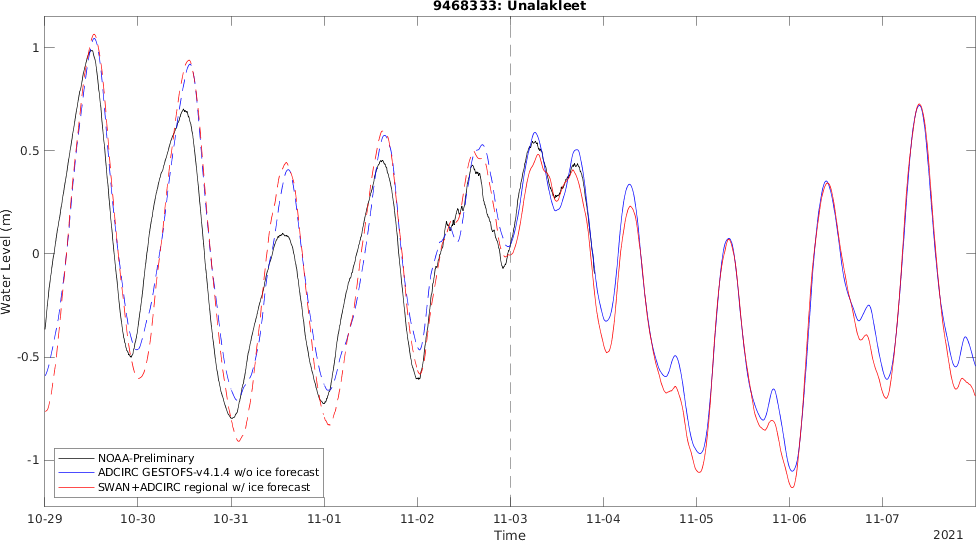 9468333: Unalakleet
1
0.5
0
-0.5
-1
Water Level (m)
NOAA-Preliminary
ADCIRC GESTOFS-v4.1.4 w/o ice forecast
SWAN+ADCIRC regional w/ ice forecast
10-29 10-30 10-31 11-01 11-02 11-03 11-04 11-05 11-06 11-07
Time
2021